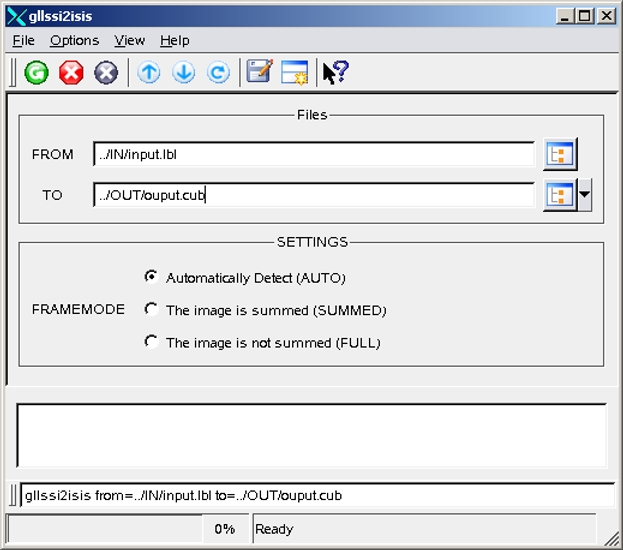 gllssi2isis
File Options View Help
Files
FROM ../IN/input.lbl
TO ../OUT/ouput.cub
SETTINGS
Automatically Detect (AUTO)
FRAMEMODE The image is summed (SUMMED)
The image is not summed (FULL)
gllssi2isis from=../IN/input.lbl to=../OUT/ouput.cub
0% Ready